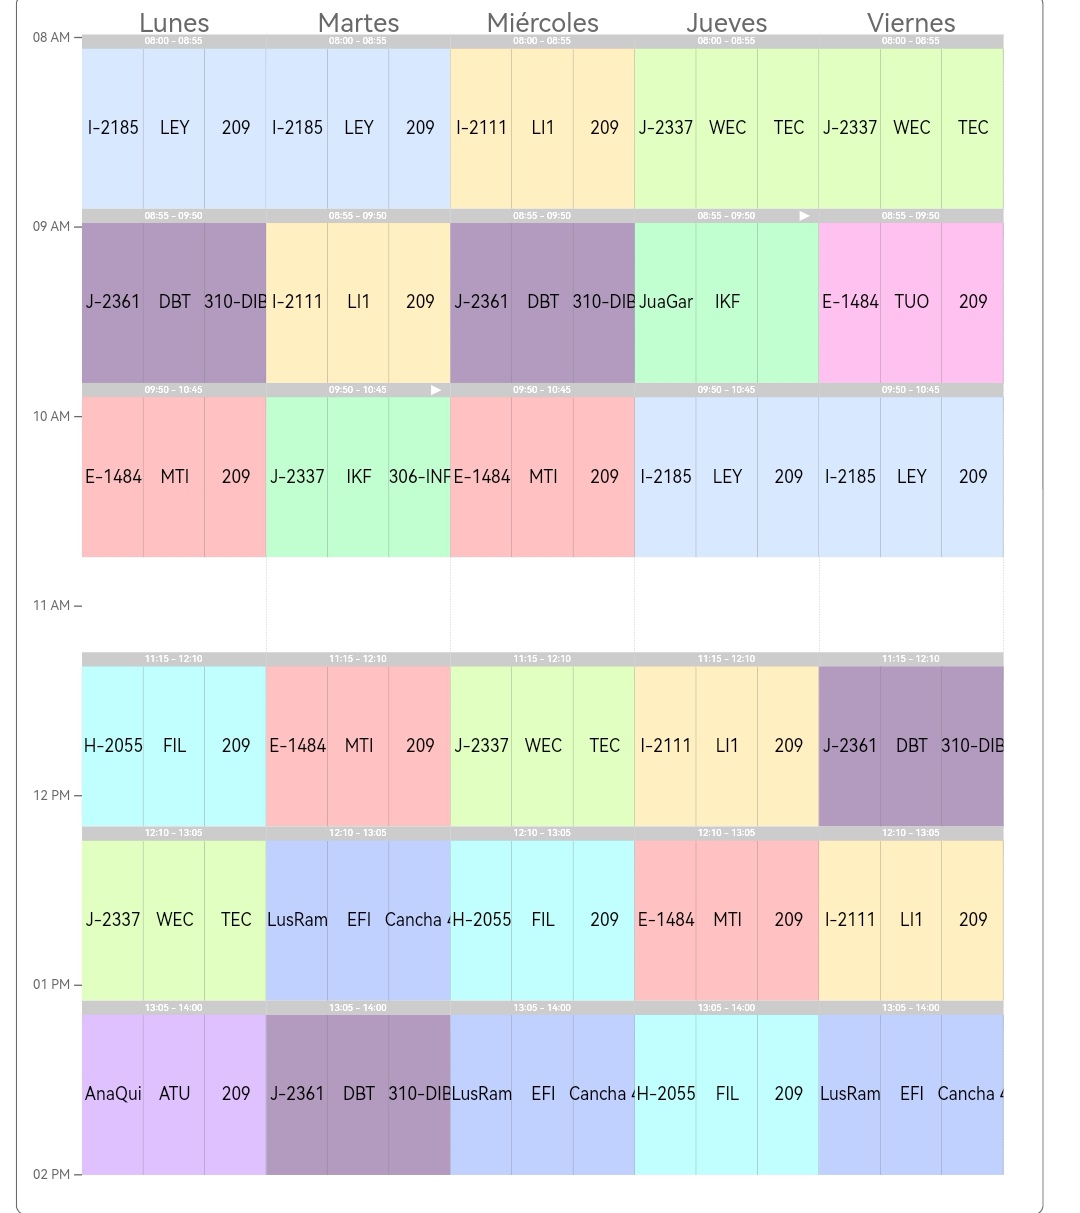 Lunes Martes Miércoles Jueves Viernes
08 AM
08:00 - 08:55 08:00 - 08:55 08:00 - 08:55 08:00 - 08:55 08:00 - 08:55
I-2185 LEY 209 I-2185 LEY 209 I-2111 LI1 209 J-2337 WEC TEC J-2337 WEC TEC
08:55 - 09:50 08:55 - 09:50 08:55 - 09:50 08:55 - 09:50 08:55 - 09:50
09 AM
J-2361 DBT 310-DIB I-2111 LI1 209 J-2361 DBT 310-DIB JuaGar IKF E-1484 TUO 209
09:50 - 10:45 09:50 - 10:45 09:50 - 10:45 09:50 - 10:45 09:50 - 10:45
10 AM
E-1484 MTI 209 J-2337 IKF 306-INF E-1484 MTI 209 I-2185 LEY 209 I-2185 LEY 209
11 AM
11:15 - 12:10 11:15 - 12:10 11:15 - 12:10 11:15 - 12:10 11:15 - 12:10
H-2055 FIL 209 E-1484 MTI 209 J-2337 WEC TEC I-2111 LI1 209 J-2361 DBT 310-DIB
12 PM
12:10 - 13:05 12:10 - 13:05 12:10 - 13:05 12:10 - 13:05 12:10 - 13:05
J-2337 WEC TEC LusRam EFI Cancha 4 H-2055 FIL 209 E-1484 MTI 209 I-2111 LI1 209
01 PM
13:05 - 14:00 13:05 - 14:00 13:05 - 14:00 13:05 - 14:00 13:05 - 14:00
AnaQui ATU 209 J-2361 DBT 310-DIB LusRam EFI Cancha 4 H-2055 FIL 209 LusRam EFI Cancha 4
02 PM